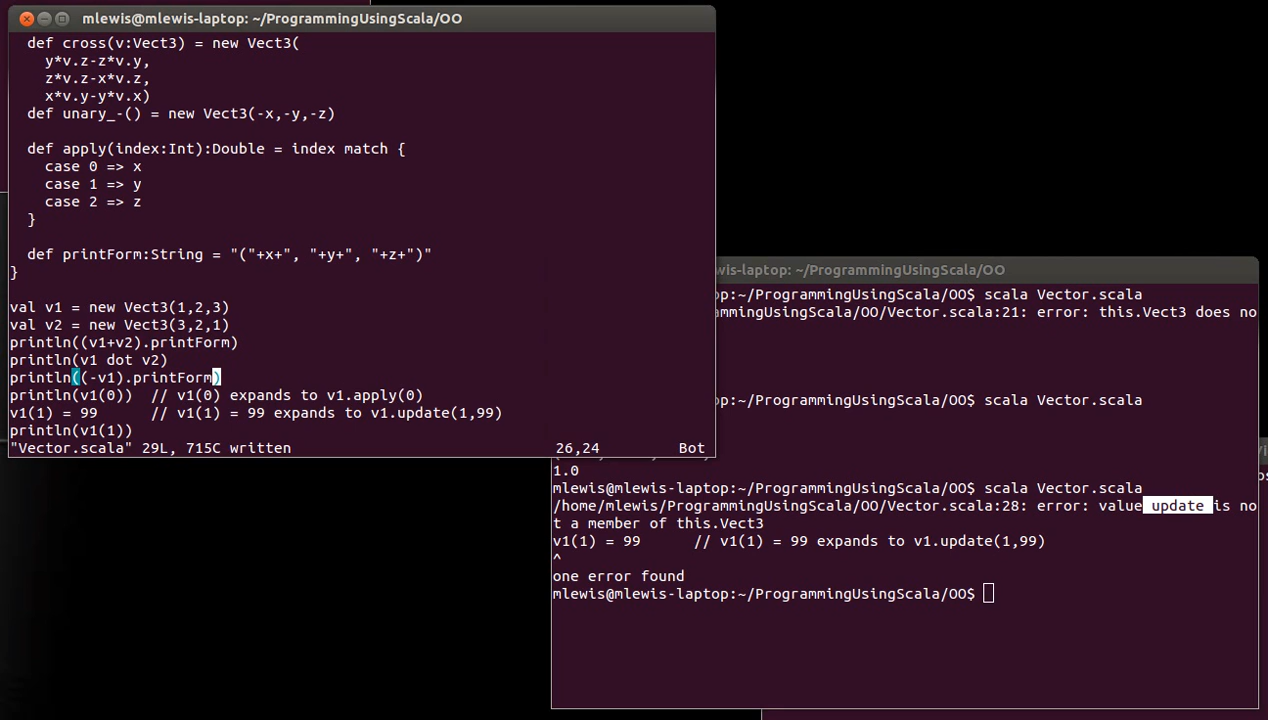 mlewis@mlewis-laptop: ~/ProgrammingUsingScala/OO
  def cross(v:Vect3) = new Vect3(
    y*v.z-z*v.y,
    z*v.z-x*v.z,
    x*v.y-y*v.x)
  def unary_-() = new Vect3(-x,-y,-z)
  def apply(index:Int):Double = index match {
    case 0 => x
    case 1 => y
    case 2 => z
  }
  def printForm:String = "("+x+", "+y+", "+z+")"
}
val v1 = new Vect3(1,2,3)
val v2 = new Vect3(3,2,1)
println((v1+v2).printForm)
println(v1 dot v2)
println((-v1).printForm)
println(v1(0))  // v1(0) expands to v1.apply(0)
v1(1) = 99      // v1(1) = 99 expands to v1.update(1,99)
println(v1(1))
"Vector.scala" 29L, 715C written 26,24 Bot
wis-laptop: ~/ProgrammingUsingScala/OO
op:~/ProgrammingUsingScala/OO$ scala Vector.scala
ammingUsingScala/OO/Vector.scala:21: error: this.Vect3 does no
op:~/ProgrammingUsingScala/OO$ scala Vector.scala
1.0
mlewis@mlewis-laptop:~/ProgrammingUsingScala/OO$ scala Vector.scala
/home/mlewis/ProgrammingUsingScala/OO/Vector.scala:28: error: value update is no
t a member of this.Vect3
v1(1) = 99      // v1(1) = 99 expands to v1.update(1,99)
^
one error found
mlewis@mlewis-laptop:~/ProgrammingUsingScala/OO$